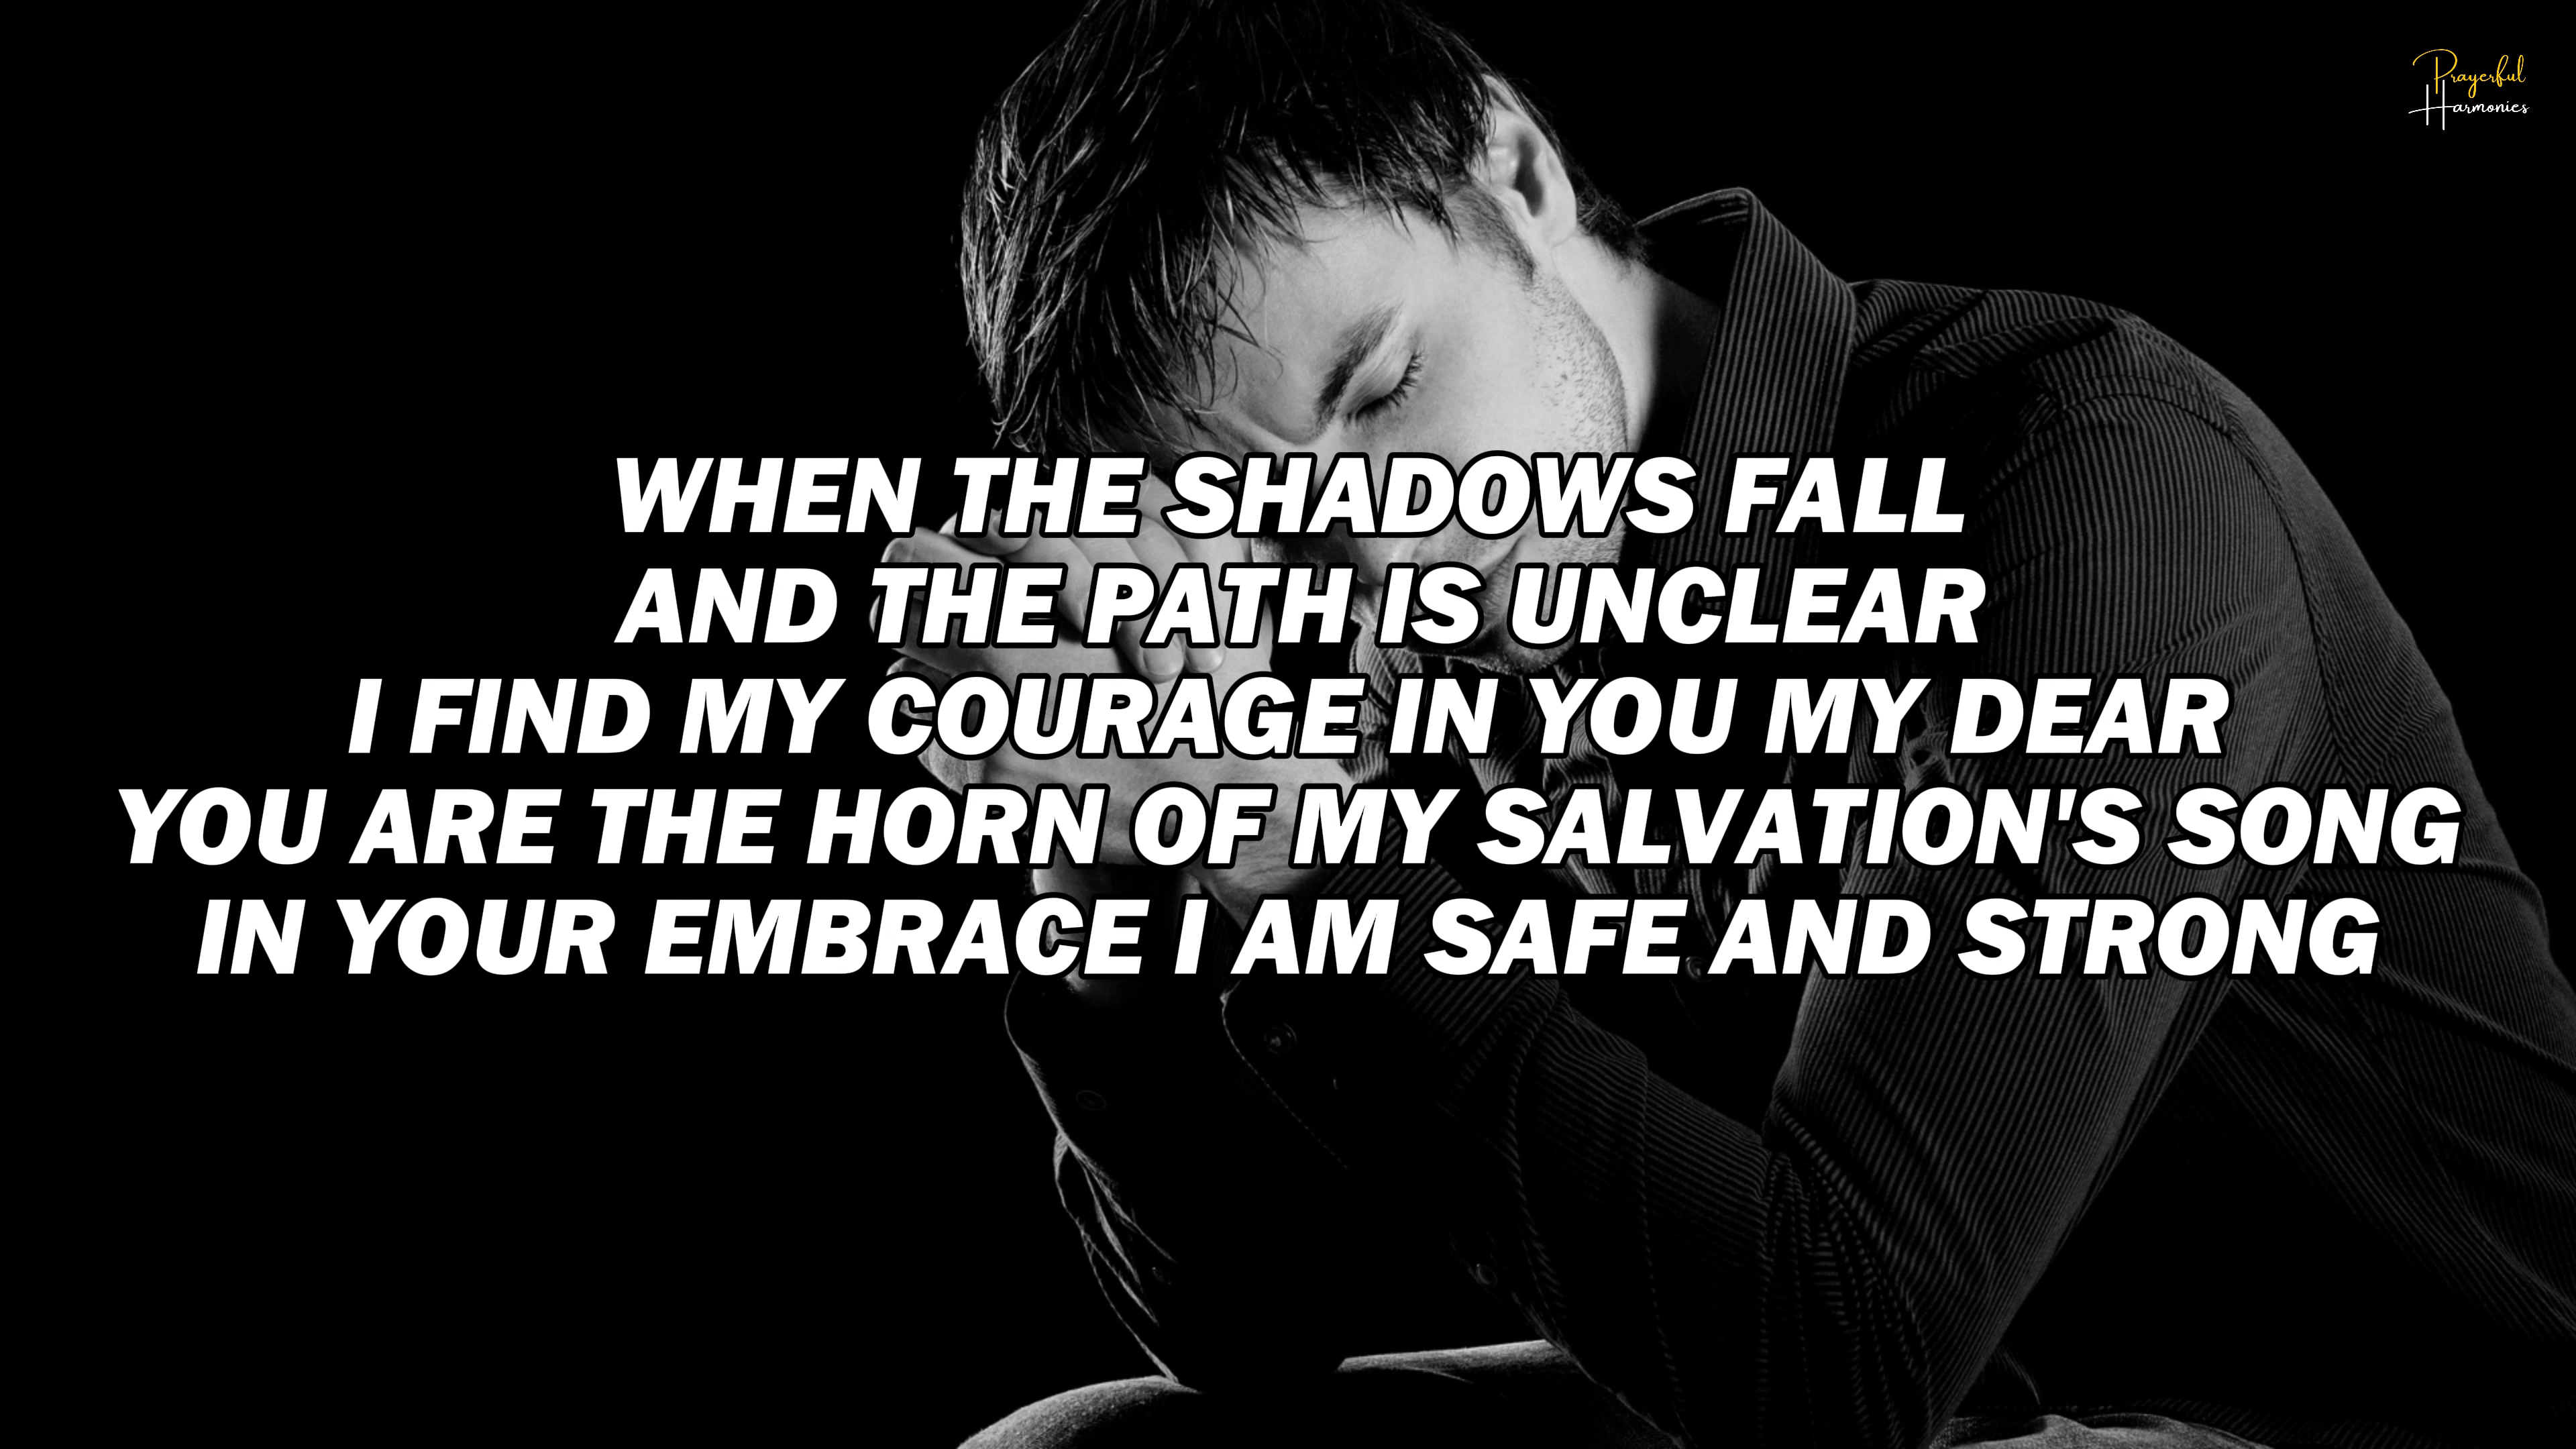 Prayerful
Harmonies
WHEN THE SHADOWS FALL
AND THE PATH IS UNCLEAR
I FIND MY COURAGE IN YOU MY DEAR
YOU ARE THE HORN OF MY SALVATION'S SONG
IN YOUR EMBRACE I AM SAFE AND STRONG